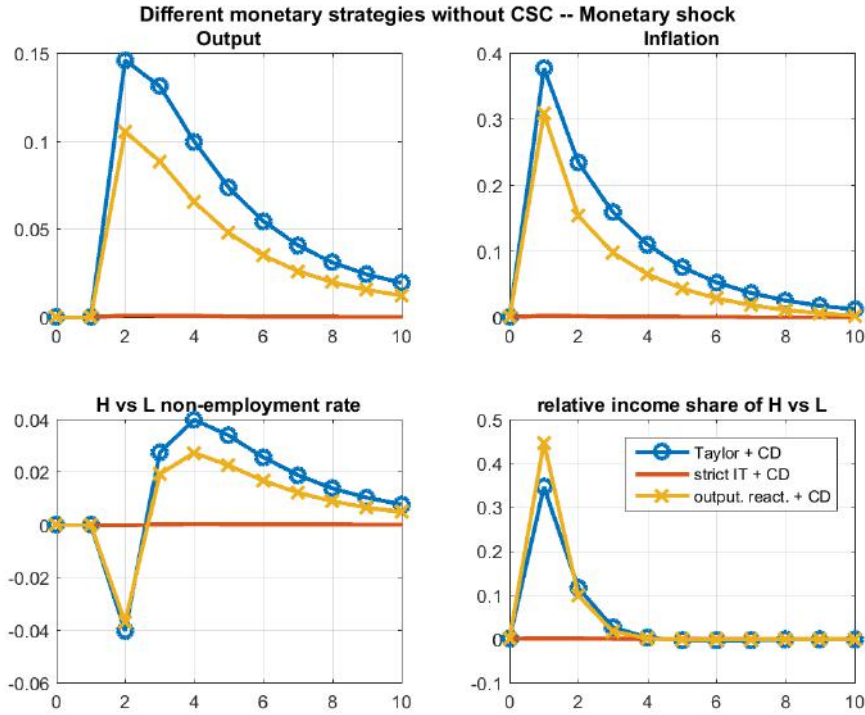 Different monetary strategies without CSC -- Monetary shock
Output
0.15
0.1
0.05
0
0 2 4 6 8 10
Inflation
0.4
0.3
0.2
0.1
0
0 2 4 6 8 10
H vs L non-employment rate
0.04
0.02
0
-0.02
-0.04
-0.06
0 2 4 6 8 10
relative income share of H vs L
0.5
0.4
0.3
0.2
0.1
0
-0.1
0 2 4 6 8 10
Taylor + CD
strict IT + CD
output. react. + CD